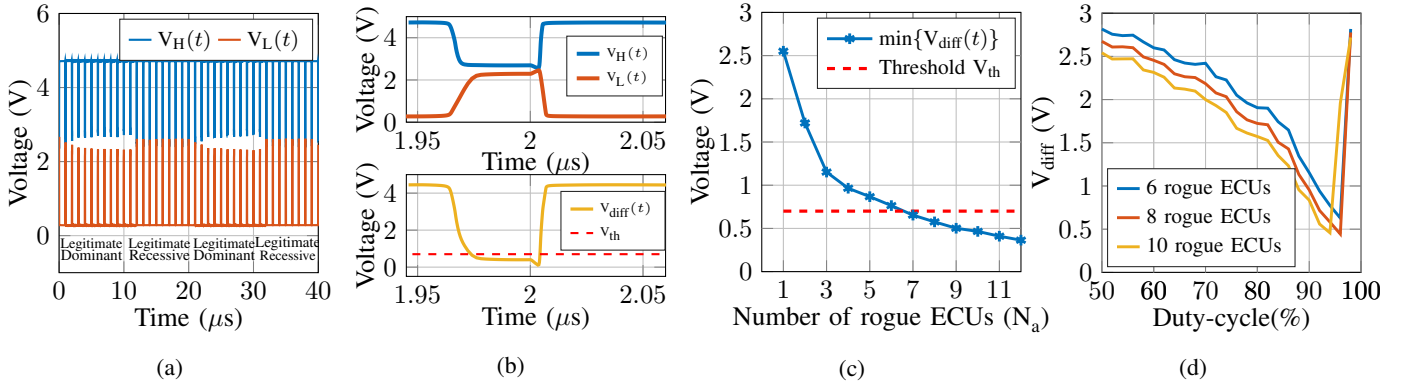 V_H(t) V_L(t)
Voltage (V)
6
4
2
0
Legitimate Dominant
Legitimate Recessive
Legitimate Dominant
Legitimate Recessive
0 10 20 30 40
Time (μs)
(a)
Voltage (V)
4
2
0
V_H(t)
V_L(t)
1.95 2 2.05
Time (μs)
Voltage (V)
4
2
0
V_diff(t)
V_th
1.95 2 2.05
Time (μs)
(b)
Voltage (V)
3
2.5
2
1.5
1
0.5
0
min{V_diff(t)}
Threshold V_th
1 3 5 7 9 11
Number of rogue ECUs (N_a)
(c)
V_diff (V)
3
2.5
2
1.5
1
0.5
0
6 rogue ECUs
8 rogue ECUs
10 rogue ECUs
50 60 70 80 90 100
Duty-cycle(%)
(d)